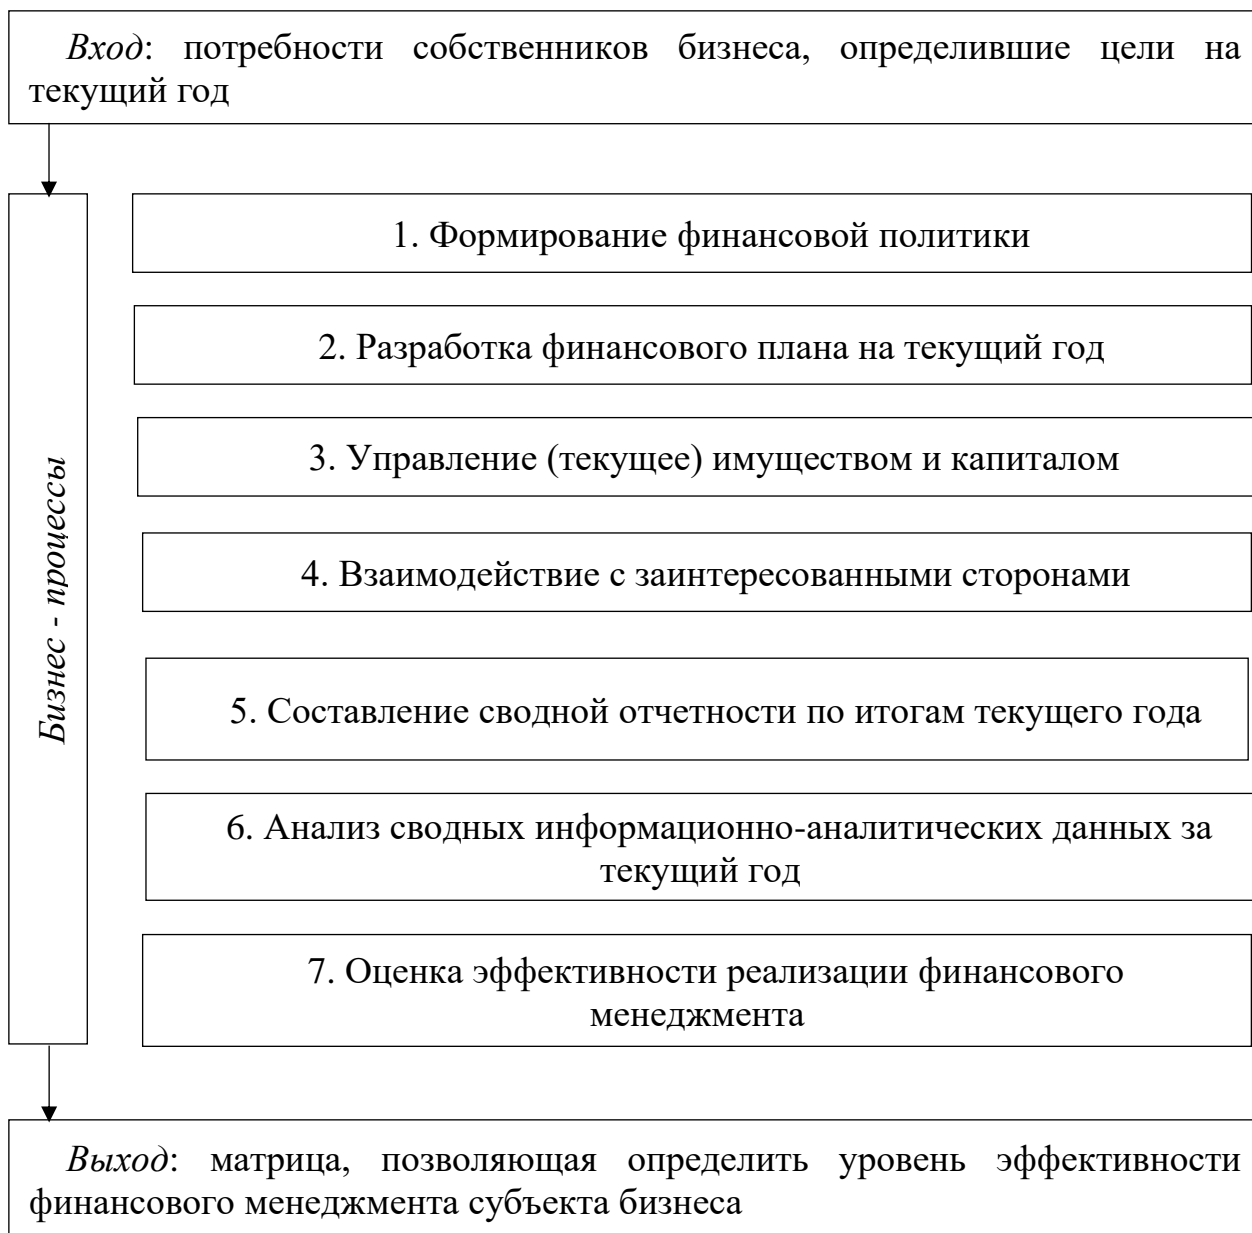 Вход: потребности собственников бизнеса, определившие цели на
текущий год
Бизнес - процессы
1. Формирование финансовой политики
2. Разработка финансового плана на текущий год
3. Управление (текущее) имуществом и капиталом
4. Взаимодействие с заинтересованными сторонами
5. Составление сводной отчетности по итогам текущего года
6. Анализ сводных информационно-аналитических данных за
текущий год
7. Оценка эффективности реализации финансового
менеджмента
Выход: матрица, позволяющая определить уровень эффективности
финансового менеджмента субъекта бизнеса